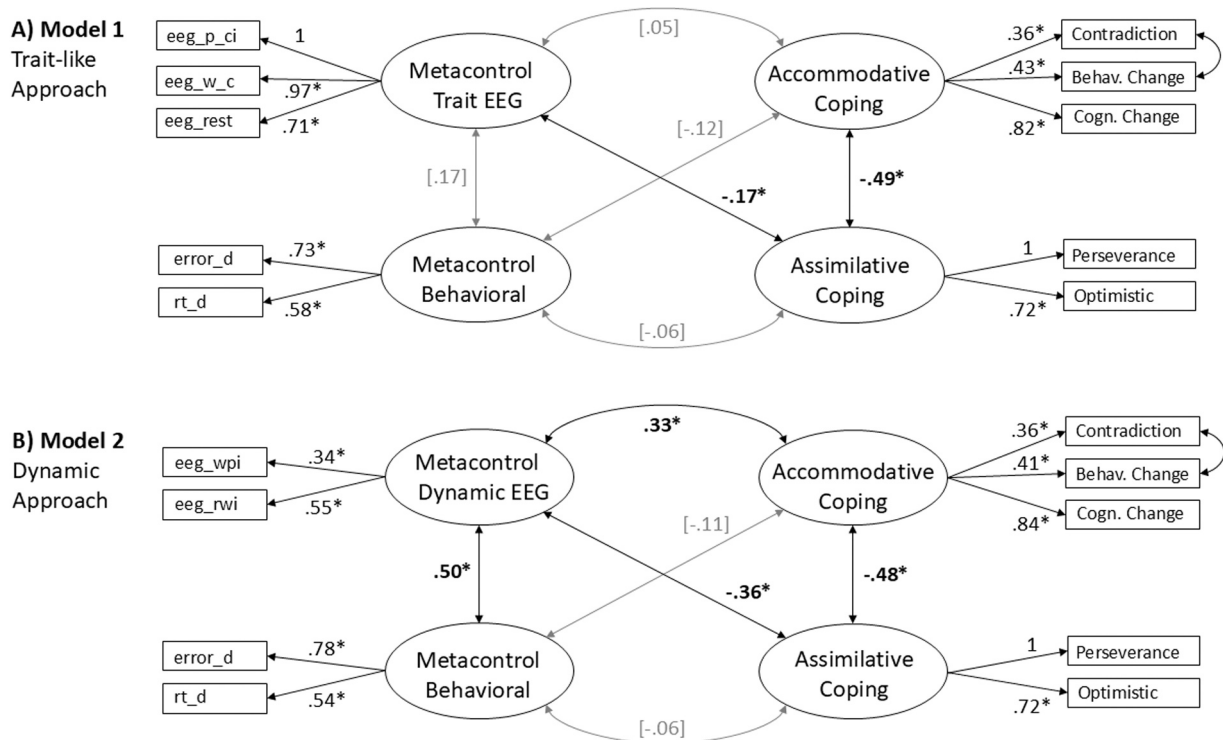 A) Model 1
Trait-like
Approach
eeg_p_ci
eeg_w_c
eeg_rest
1
.97*
.71*
Metacontrol
Trait EEG
[.05]
Accommodative
Coping
.36*
.43*
.82*
Contradiction
Behav. Change
Cogn. Change
[.17]
[-.12]
-.17*
-.49*
error_d
rt_d
.73*
.58*
Metacontrol
Behavioral
[-.06]
Assimilative
Coping
1
.72*
Perseverance
Optimistic
B) Model 2
Dynamic
Approach
eeg_wpi
eeg_rwi
.34*
.55*
Metacontrol
Dynamic EEG
.33*
Accommodative
Coping
.36*
.41*
.84*
Contradiction
Behav. Change
Cogn. Change
.50*
[-.11]
-.36*
-.48*
error_d
rt_d
.78*
.54*
Metacontrol
Behavioral
[-.06]
Assimilative
Coping
1
.72*
Perseverance
Optimistic